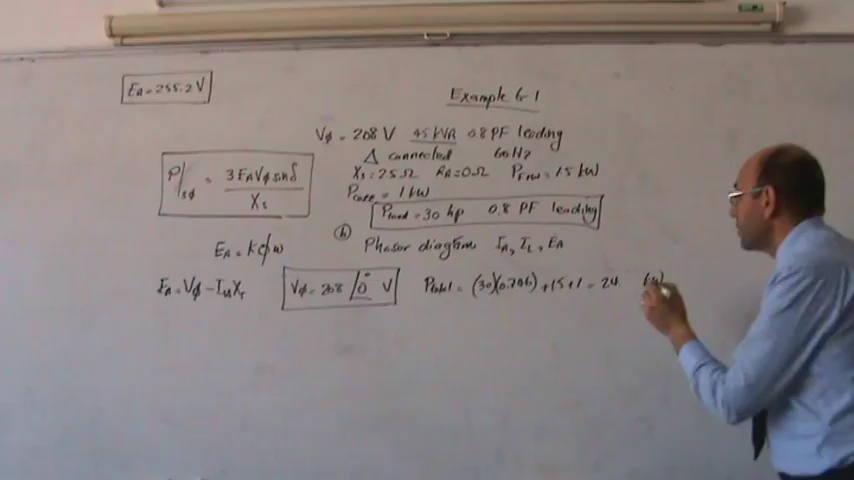 EA = 255.2 V
Example 6-1
Vφ = 208 V 45 kVA 0.8 PF leading
Δ connected 60 Hz
P/3φ = 3 EA Vφ sin δ / Xs
Xs = 2.5 Ω RA = 0 Ω PF+W = 1.5 kW
Pcore = 1 kW
Pload = 30 hp 0.8 PF leading
Phasor diagram IA, IL, EA
EA = Kφω
EA = Vφ - IA Xs
Vφ = 208 /0° V
Ptotal = (30)(0.746) + 1.5 + 1 = 24.